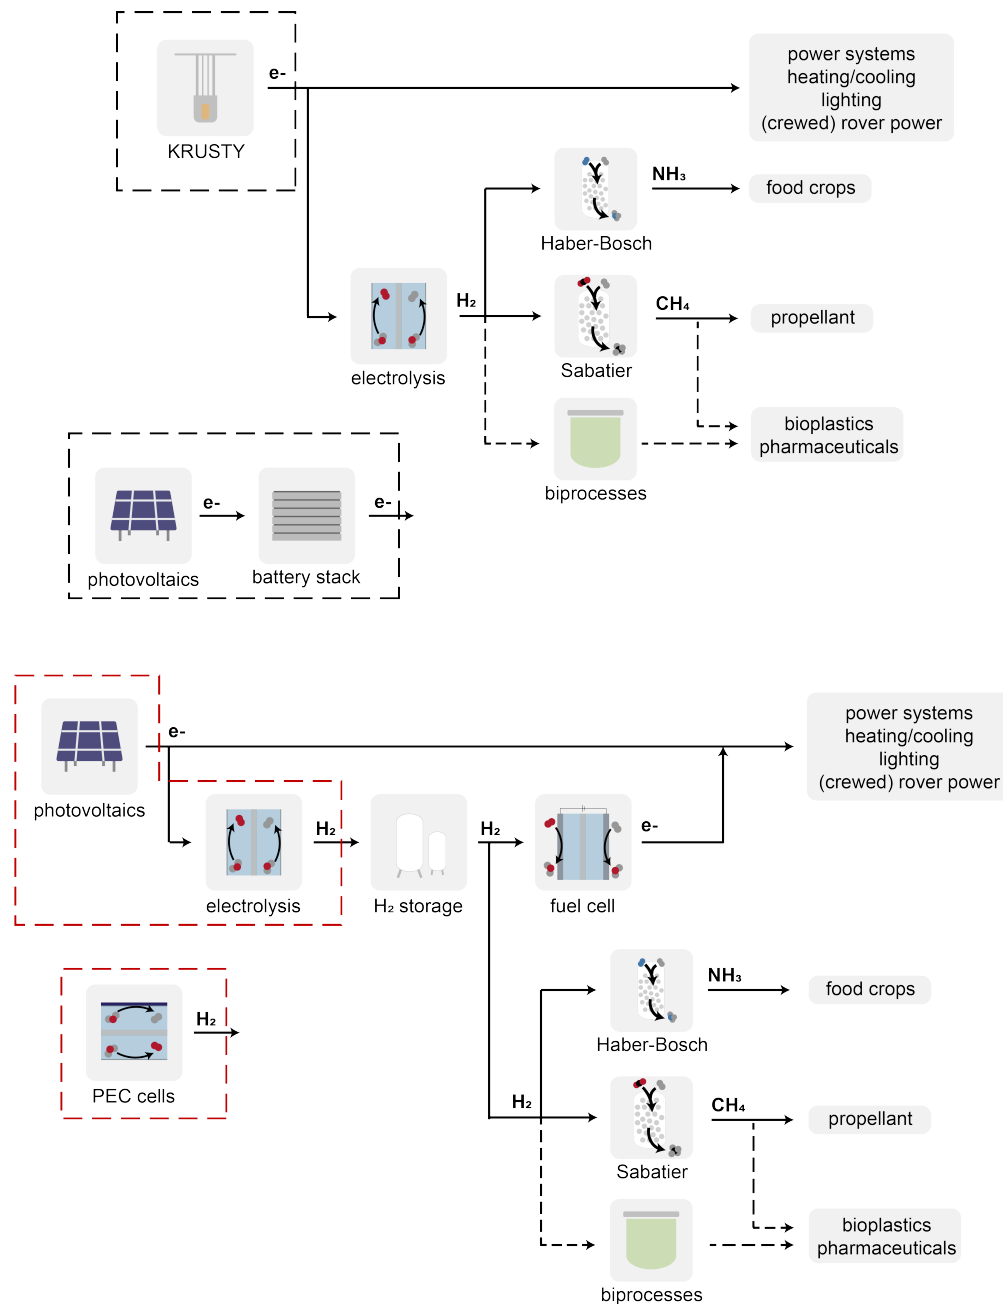 e-
KRUSTY
power systems
heating/cooling
lighting
(crewed) rover power
NH₃
food crops
Haber-Bosch
H₂
CH₄
propellant
electrolysis
Sabatier
bioplastics
pharmaceuticals
biprocesses
e-
e-
photovoltaics
battery stack
e-
photovoltaics
power systems
heating/cooling
lighting
(crewed) rover power
H₂
H₂
e-
electrolysis
H₂ storage
fuel cell
NH₃
food crops
H₂
Haber-Bosch
PEC cells
H₂
CH₄
propellant
Sabatier
bioplastics
pharmaceuticals
biprocesses